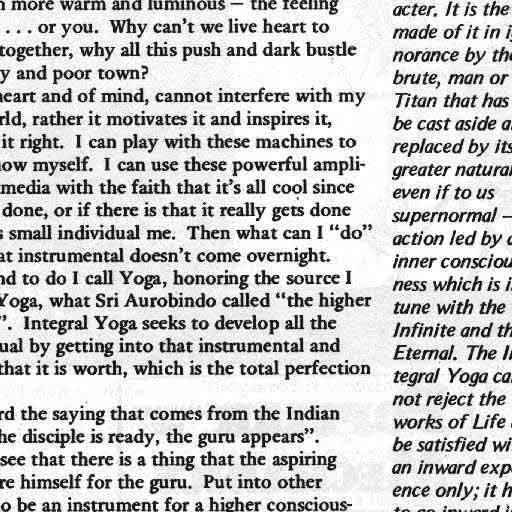 more warm and luminous — the feeling
. . . or you. Why can't we live heart to
together, why all this push and dark bustle
y and poor town?
heart and of mind, cannot interfere with my
rld, rather it motivates it and inspires it,
it right. I can play with these machines to
now myself. I can use these powerful ampli-
media with the faith that it's all cool since
done, or if there is that it really gets done
s small individual me. Then what can I "do"
at instrumental doesn't come overnight.
nd to do I call Yoga, honoring the source I
Yoga, what Sri Aurobindo called "the higher
". Integral Yoga seeks to develop all the
ual by getting into that instrumental and
that it is worth, which is the total perfection
rd the saying that comes from the Indian
he disciple is ready, the guru appears".
see that there is a thing that the aspiring
re himself for the guru. Put into other
o be an instrument for a higher conscious-
acter. It is the
made of it in i
norance by the
brute, man or
Titan that has
be cast aside a
replaced by its
greater natural
even if to us
supernormal —
action led by a
inner consciou
ness which is i
tune with the
Infinite and th
Eternal. The I
tegral Yoga ca
not reject the
works of Life
be satisfied wi
an inward expe
ence only; it h